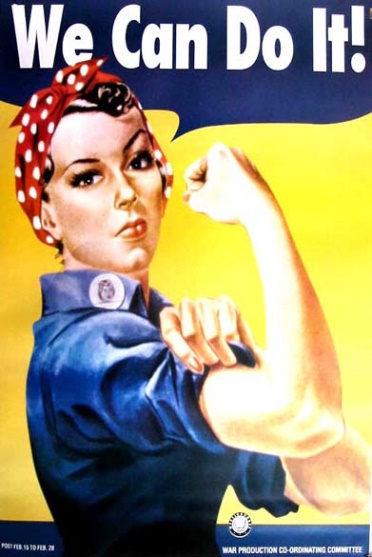 We Can Do It!
POST FEB. 15 TO FEB. 28
WAR PRODUCTION CO-ORDINATING COMMITTEE